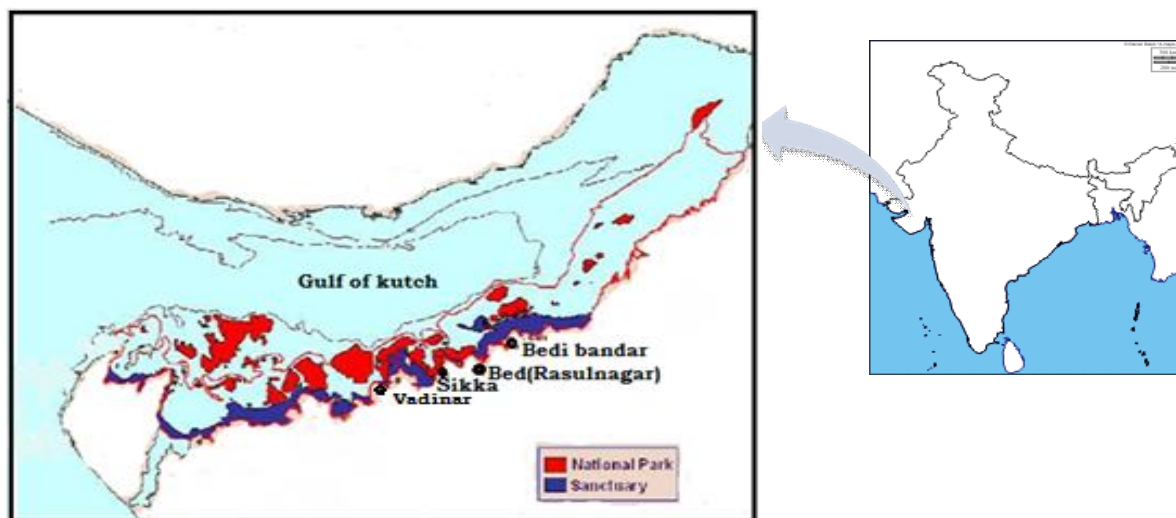 Gulf of kutch
Bedi bandar
Bed(Rasulnagar)
Sikka
Vadinar
National Park
Sanctuary